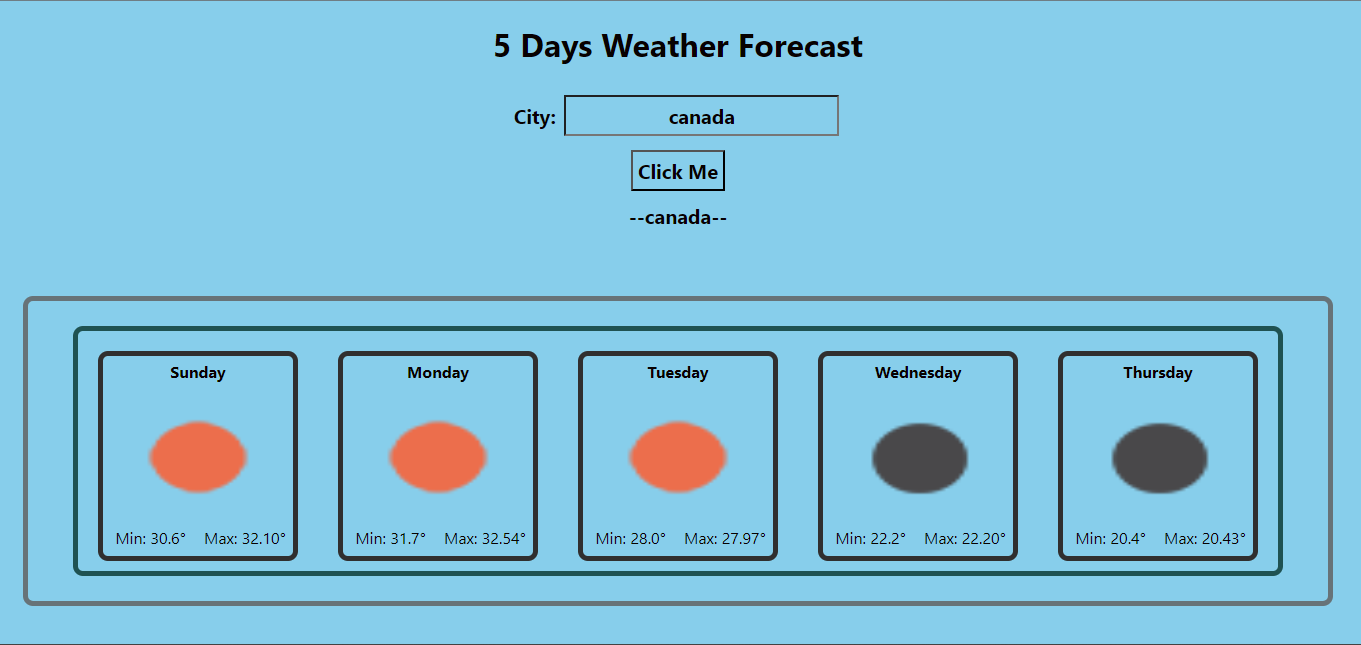 5 Days Weather Forecast
City: canada
Click Me
--canada--
Sunday Monday Tuesday Wednesday Thursday
Min: 30.6° Max: 32.10° Min: 31.7° Max: 32.54° Min: 28.0° Max: 27.97° Min: 22.2° Max: 22.20° Min: 20.4° Max: 20.43°